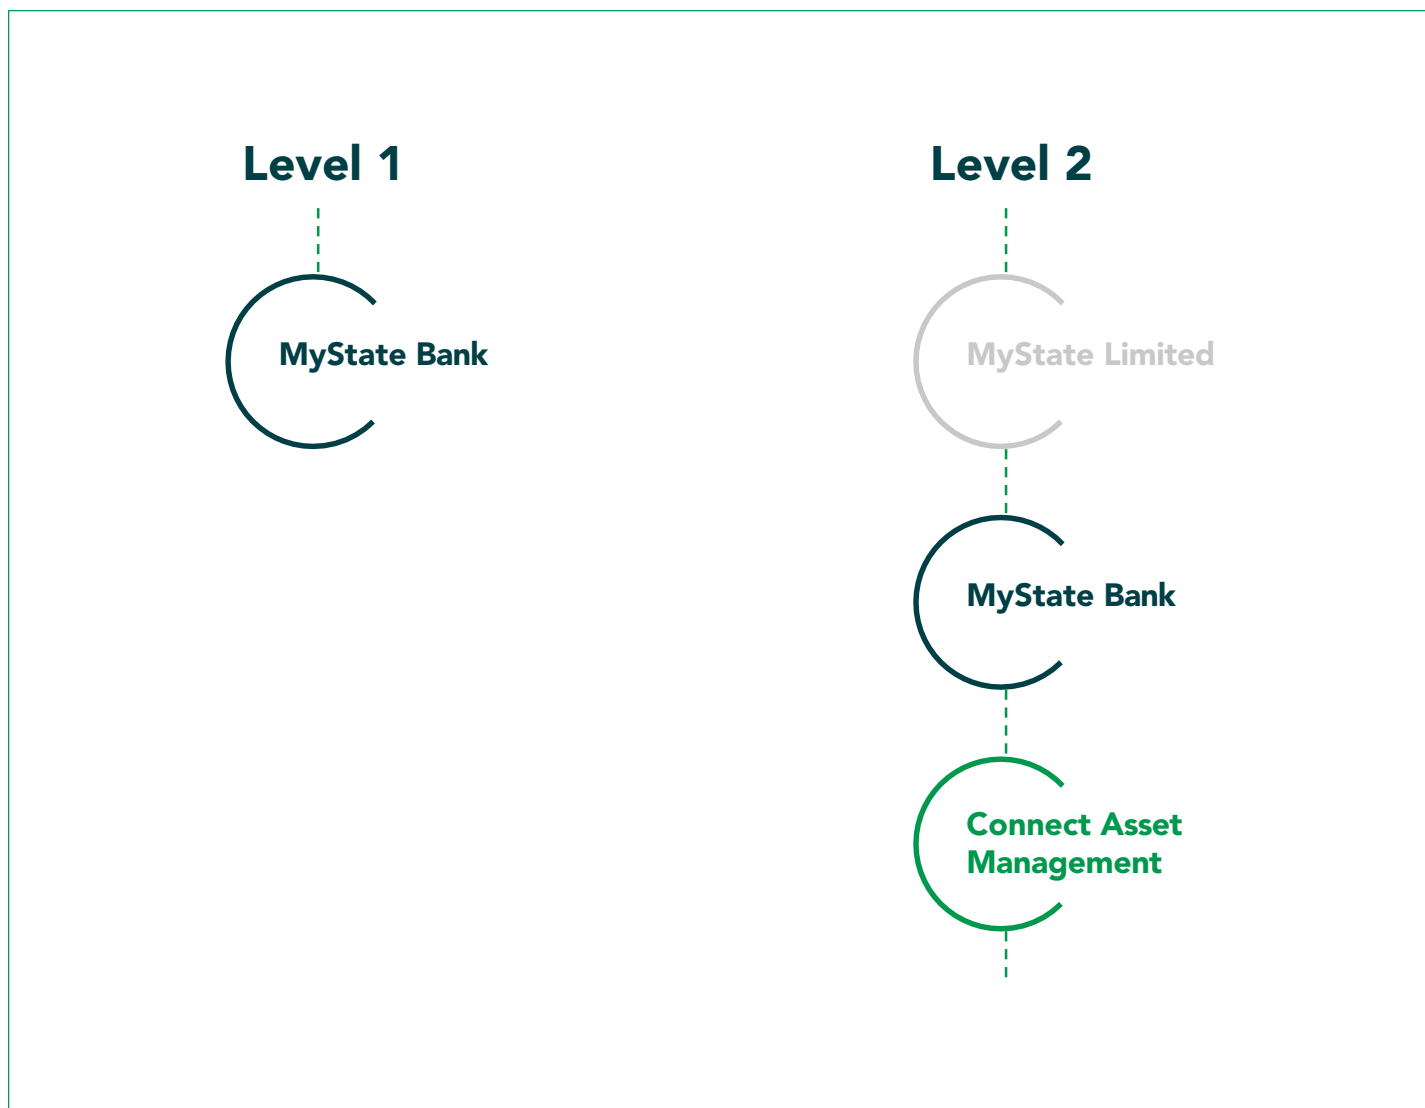 Level 1
MyState Bank
Level 2
MyState Limited
MyState Bank
Connect Asset
Management